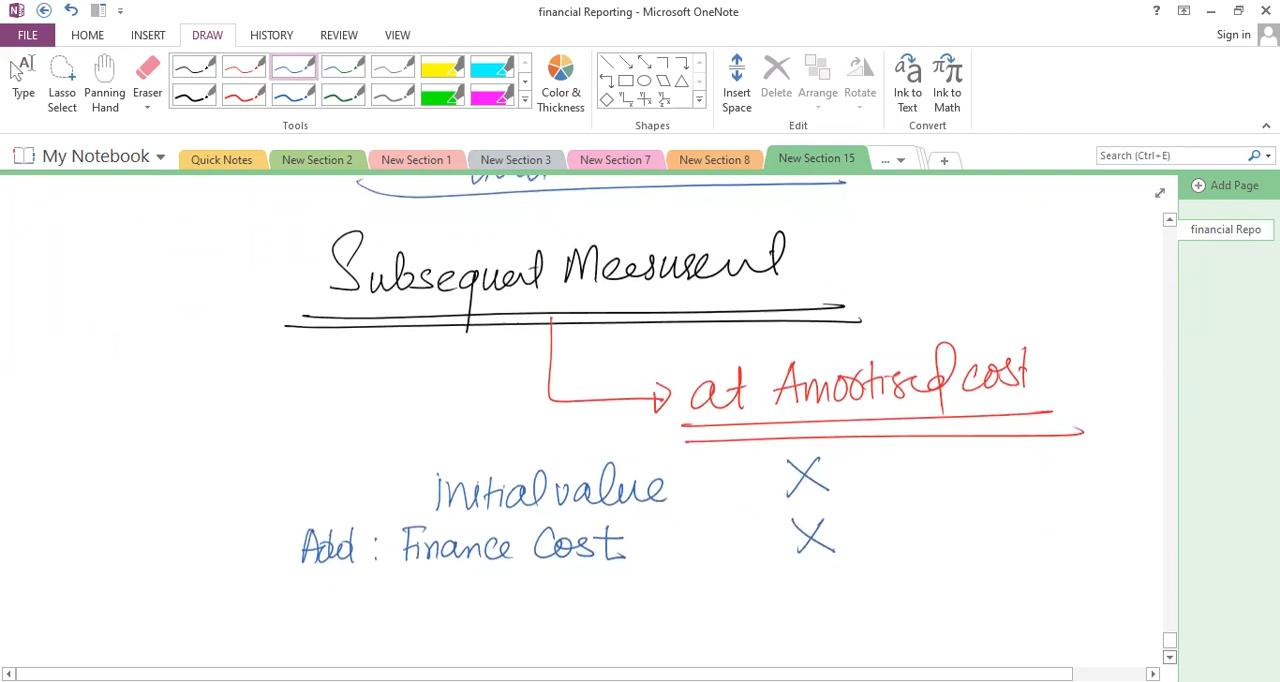 financial Reporting - Microsoft OneNote
?
FILE HOME INSERT DRAW HISTORY REVIEW VIEW
Sign in
Type
Lasso Select
Panning Hand
Eraser
Color & Thickness
Insert Space
Delete
Arrange
Rotate
Ink to Text
Ink to Math
Tools
Shapes
Edit
Convert
My Notebook
Quick Notes
New Section 2
New Section 1
New Section 3
New Section 7
New Section 8
New Section 15
...
Search (Ctrl+E)
Add Page
financial Repo
Subsequent Measurement
at Amortised cost
initial value X
Add : Finance Cost X